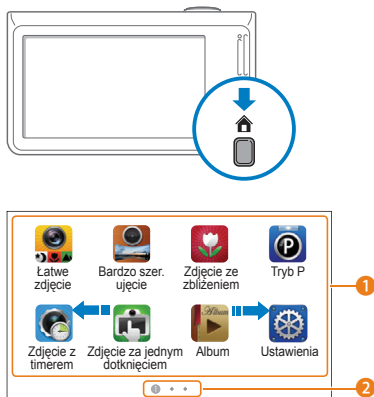 Łatwe zdjęcie
Bardzo szer. ujęcie
Zdjęcie ze zbliżeniem
Tryb P
1
Zdjęcie z timerem
Zdjęcie za jednym dotknięciem
Album
Ustawienia
2